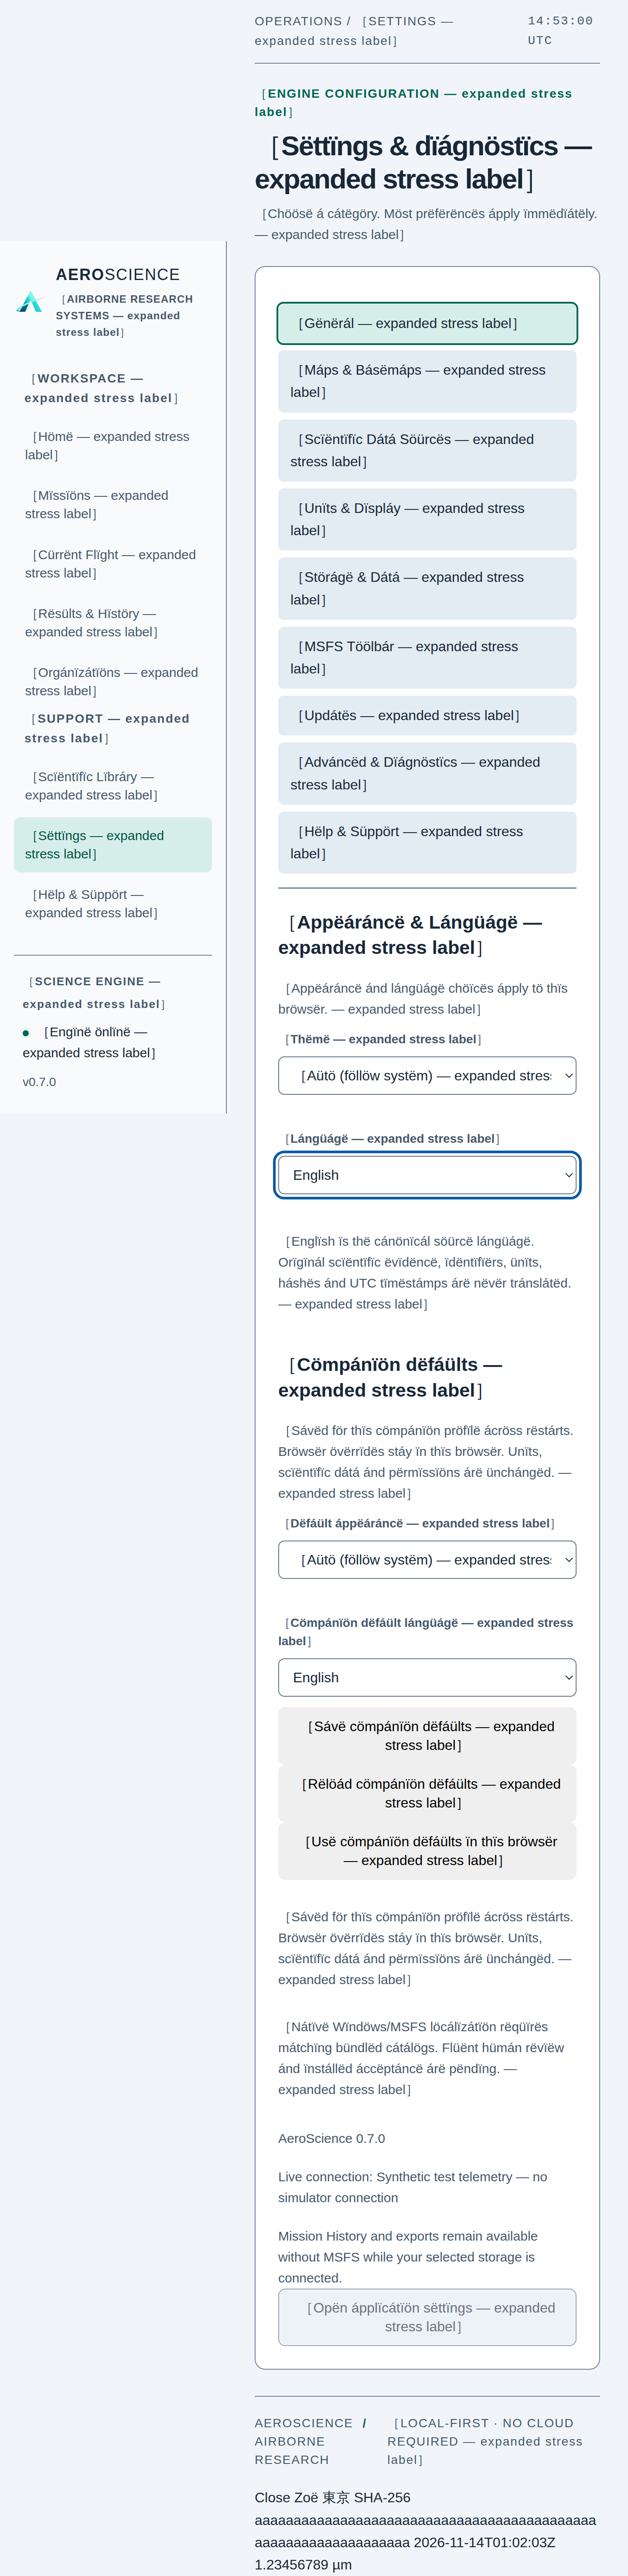 OPERATIONS / ［SETTINGS —
expanded stress label］
14:53:00
UTC
［ENGINE CONFIGURATION — expanded stress
label］
［Sëttïngs & dïágnöstïcs —
expanded stress label］
［Chöösë á cátëgöry. Möst prëfërëncës ápply ïmmëdïátëly.
— expanded stress label］
AEROSCIENCE
［AIRBORNE RESEARCH
SYSTEMS — expanded
stress label］
［WORKSPACE —
expanded stress label］
［Hömë — expanded stress
label］
［Mïssïöns — expanded
stress label］
［Cürrënt Flïght — expanded
stress label］
［Rësülts & Hïstöry —
expanded stress label］
［Orgánïzátïöns — expanded
stress label］
［SUPPORT — expanded
stress label］
［Scïëntïfïc Lïbráry —
expanded stress label］
［Sëttïngs — expanded
stress label］
［Hëlp & Süppört —
expanded stress label］
［SCIENCE ENGINE —
expanded stress label］
［Engïnë önlïnë —
expanded stress label］
v0.7.0
［Gënërál — expanded stress label］
［Máps & Básëmáps — expanded stress
label］
［Scïëntïfïc Dátá Söürcës — expanded
stress label］
［Unïts & Dïspláy — expanded stress
label］
［Störágë & Dátá — expanded stress
label］
［MSFS Töölbár — expanded stress
label］
［Updátës — expanded stress label］
［Adváncëd & Dïágnöstïcs — expanded
stress label］
［Hëlp & Süppört — expanded stress
label］
［Appëáráncë & Lángüágë —
expanded stress label］
［Appëáráncë ánd lángüágë chöïcës ápply tö thïs
bröwsër. — expanded stress label］
［Thëmë — expanded stress label］
［Aütö (föllöw systëm) — expanded stres
［Lángüágë — expanded stress label］
English
［Englïsh ïs thë cánönïcál söürcë lángüágë.
Orïgïnál scïëntïfïc ëvïdëncë, ïdëntïfïërs, ünïts,
háshës ánd UTC tïmëstámps árë nëvër tránslátëd.
— expanded stress label］
［Cömpánïön dëfáülts —
expanded stress label］
［Sávëd för thïs cömpánïön pröfïlë ácröss rëstárts.
Bröwsër övërrïdës stáy ïn thïs bröwsër. Unïts,
scïëntïfïc dátá ánd përmïssïöns árë ünchángëd. —
expanded stress label］
［Dëfáült áppëáráncë — expanded stress label］
［Aütö (föllöw systëm) — expanded stres
［Cömpánïön dëfáült lángüágë — expanded stress
label］
English
［Sávë cömpánïön dëfáülts — expanded
stress label］
［Rëlöád cömpánïön dëfáülts — expanded
stress label］
［Usë cömpánïön dëfáülts ïn thïs bröwsër
— expanded stress label］
［Sávëd för thïs cömpánïön pröfïlë ácröss rëstárts.
Bröwsër övërrïdës stáy ïn thïs bröwsër. Unïts,
scïëntïfïc dátá ánd përmïssïöns árë ünchángëd. —
expanded stress label］
［Nátïvë Wïndöws/MSFS löcálïzátïön rëqüïrës
mátchïng bündlëd cátálögs. Flüënt hümán rëvïëw
ánd ïnstállëd áccëptáncë árë pëndïng. —
expanded stress label］
AeroScience 0.7.0
Live connection: Synthetic test telemetry — no
simulator connection
Mission History and exports remain available
without MSFS while your selected storage is
connected.
［Opën ápplïcátïön sëttïngs — expanded
stress label］
AEROSCIENCE /
AIRBORNE
RESEARCH
［LOCAL-FIRST · NO CLOUD
REQUIRED — expanded stress
label］
Close Zoë 東京 SHA-256
aaaaaaaaaaaaaaaaaaaaaaaaaaaaaaaaaaaaaaaaaaaa
aaaaaaaaaaaaaaaaaaaa 2026-11-14T01:02:03Z
1.23456789 µm